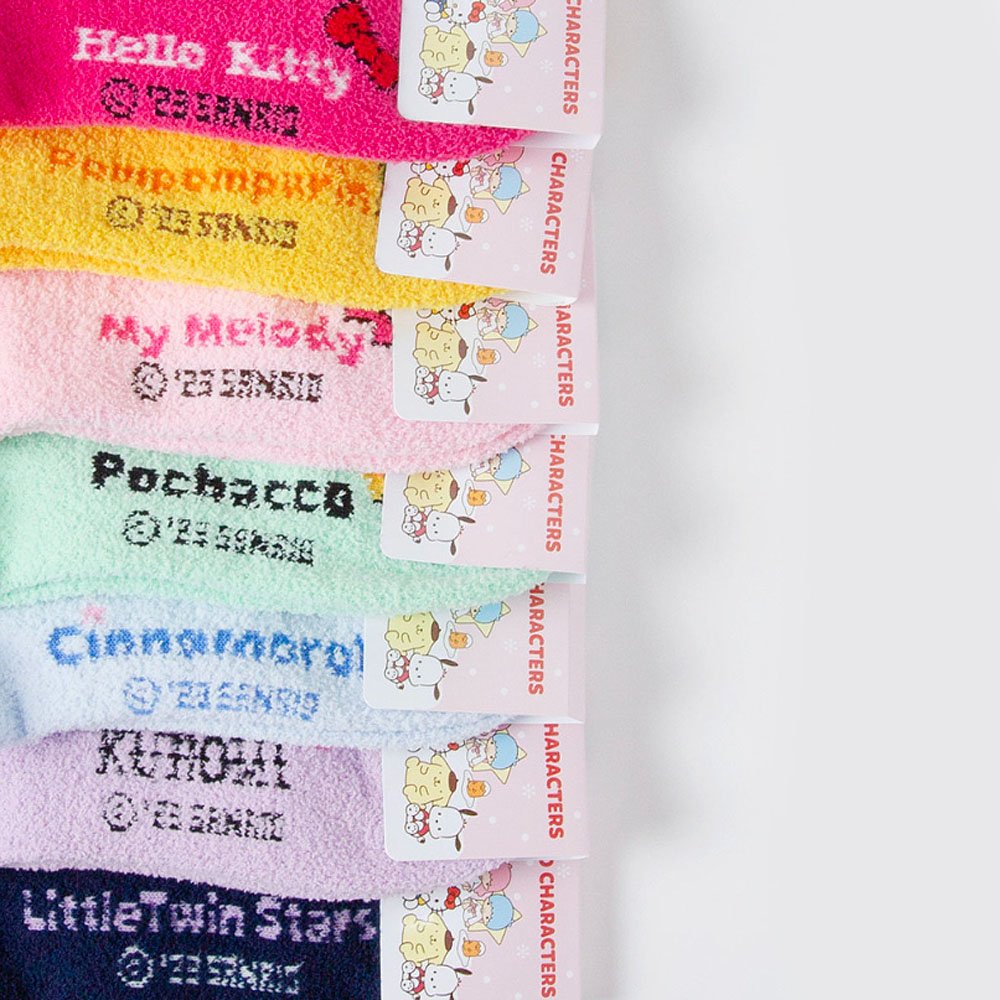 Hello Kitty
© '23 SANRIO
CHARACTERS
PompomPurin
© '23 SANRIO
CHARACTERS
My Melody
© '23 SANRIO
CHARACTERS
Pochacco
© '23 SANRIO
CHARACTERS
Cinnamorol
© '23 SANRIO
CHARACTERS
KUROMI
© '23 SANRIO
CHARACTERS
LittleTwin Stars
© '23 SANRIO
O CHARACTERS